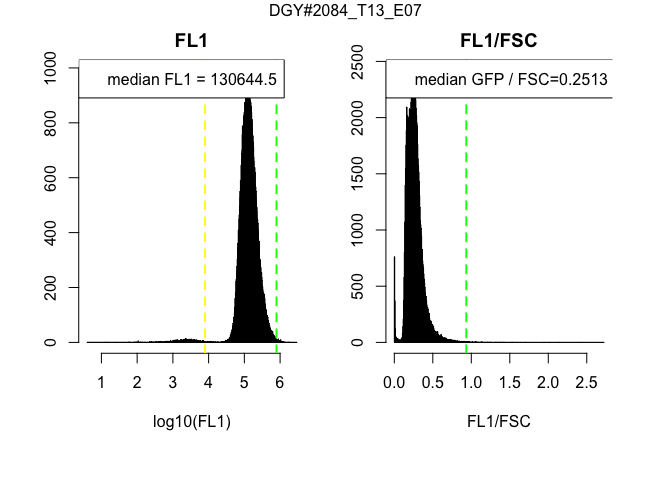 DGY#2084_T13_E07
FL1
median FL1 = 130644.5
0 200 400 600 800 1000
1 2 3 4 5 6
log10(FL1)
FL1/FSC
median GFP / FSC=0.2513
0 500 1000 1500 2000 2500
0.0 0.5 1.0 1.5 2.0 2.5
FL1/FSC